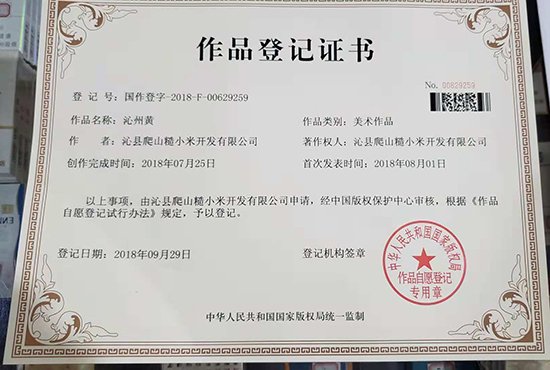 作品登记证书
No. 00629259
登 记 号：国作登字-2018-F-00629259
作品名称：沁州黄 作品类别：美术作品
作 者：沁县爬山糙小米开发有限公司 著作权人：沁县爬山糙小米开发有限公司
创作完成时间：2018年07月25日 首次发表时间：2018年08月01日
以上事项，由沁县爬山糙小米开发有限公司申请，经中国版权保护中心审核，根据《作品
自愿登记试行办法》规定，予以登记。
登记日期：2018年09月29日 登记机构签章
中华人民共和国国家版权局
作品自愿登记
专用章
中华人民共和国国家版权局统一监制